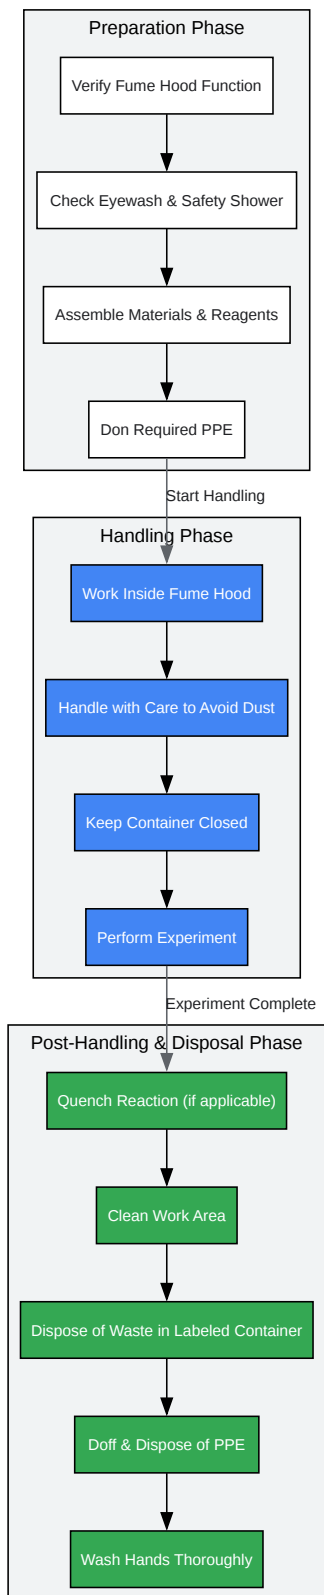 Preparation Phase
Verify Fume Hood Function
Check Eyewash & Safety Shower
Assemble Materials & Reagents
Don Required PPE
Start Handling
Handling Phase
Work Inside Fume Hood
Handle with Care to Avoid Dust
Keep Container Closed
Perform Experiment
Experiment Complete
Post-Handling & Disposal Phase
Quench Reaction (if applicable)
Clean Work Area
Dispose of Waste in Labeled Container
Doff & Dispose of PPE
Wash Hands Thoroughly